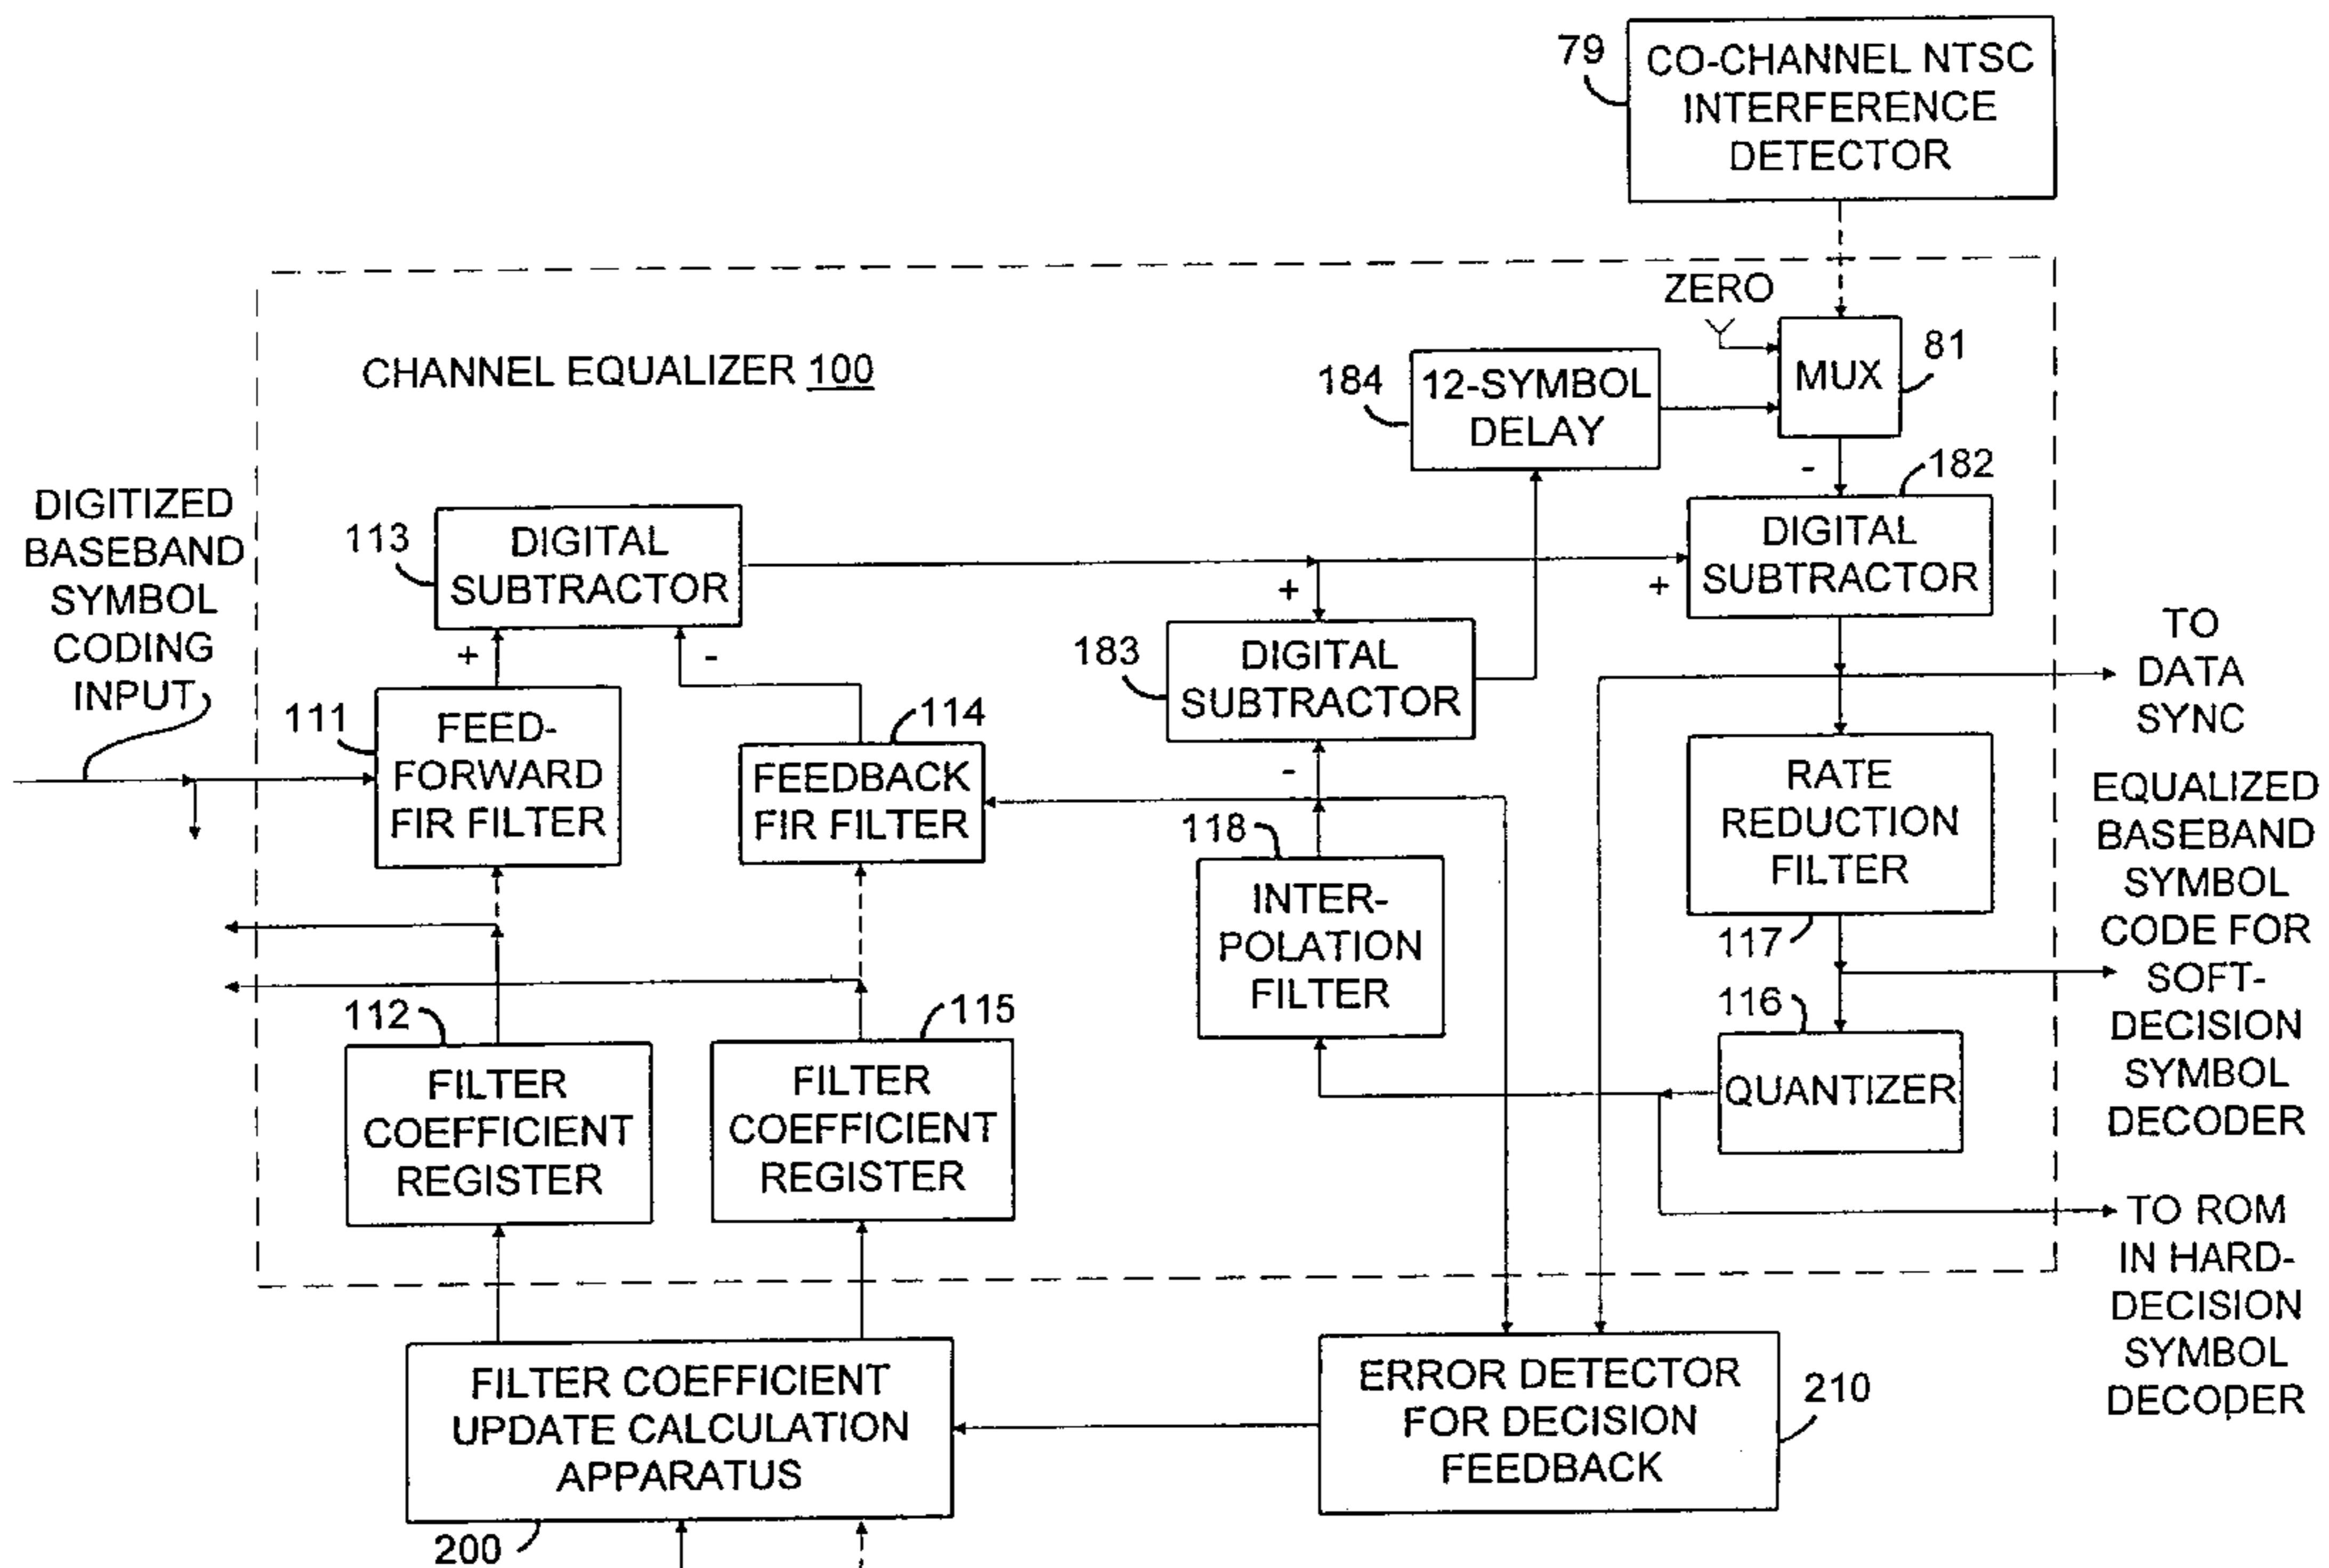 79
CO-CHANNEL NTSC
INTERFERENCE
DETECTOR
ZERO
MUX
81
CHANNEL EQUALIZER 100
184
12-SYMBOL
DELAY
-
182
DIGITIZED
BASEBAND
SYMBOL
CODING
INPUT
113
DIGITAL
SUBTRACTOR
+
-
+
+
DIGITAL
SUBTRACTOR
183
DIGITAL
SUBTRACTOR
-
TO
DATA
SYNC
111
FEED-
FORWARD
FIR FILTER
114
FEEDBACK
FIR FILTER
118
INTER-
POLATION
FILTER
RATE
REDUCTION
FILTER
117
EQUALIZED
BASEBAND
SYMBOL
CODE FOR
SOFT-
DECISION
SYMBOL
DECODER
112
FILTER
COEFFICIENT
REGISTER
115
FILTER
COEFFICIENT
REGISTER
116
QUANTIZER
TO ROM
IN HARD-
DECISION
SYMBOL
DECODER
FILTER COEFFICIENT
UPDATE CALCULATION
APPARATUS
200
ERROR DETECTOR
FOR DECISION
FEEDBACK
210